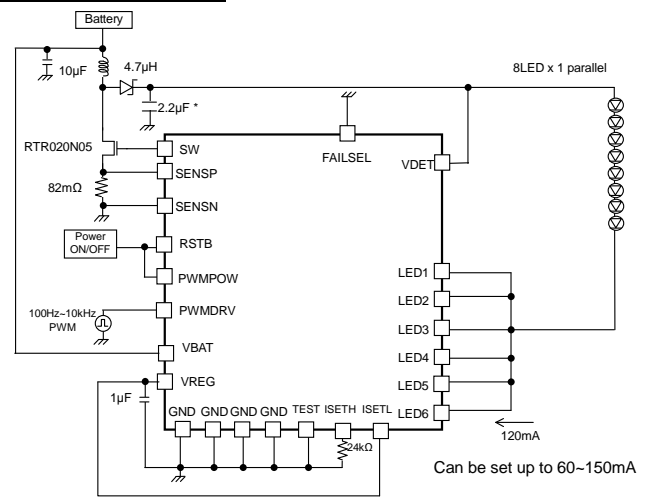 Battery
10μF
4.7μH
8LED x 1 parallel
2.2μF *
RTR020N05
SW
FAILSEL
VDET
SENSP
82mΩ
SENSN
Power
ON/OFF
RSTB
PWMPOW
LED1
LED2
100Hz~10kHz
PWM
PWMDRV
LED3
VBAT
LED4
VREG
LED5
1μF
GND GND GND GND TEST ISETH ISETL LED6
24kΩ
120mA
Can be set up to 60~150mA